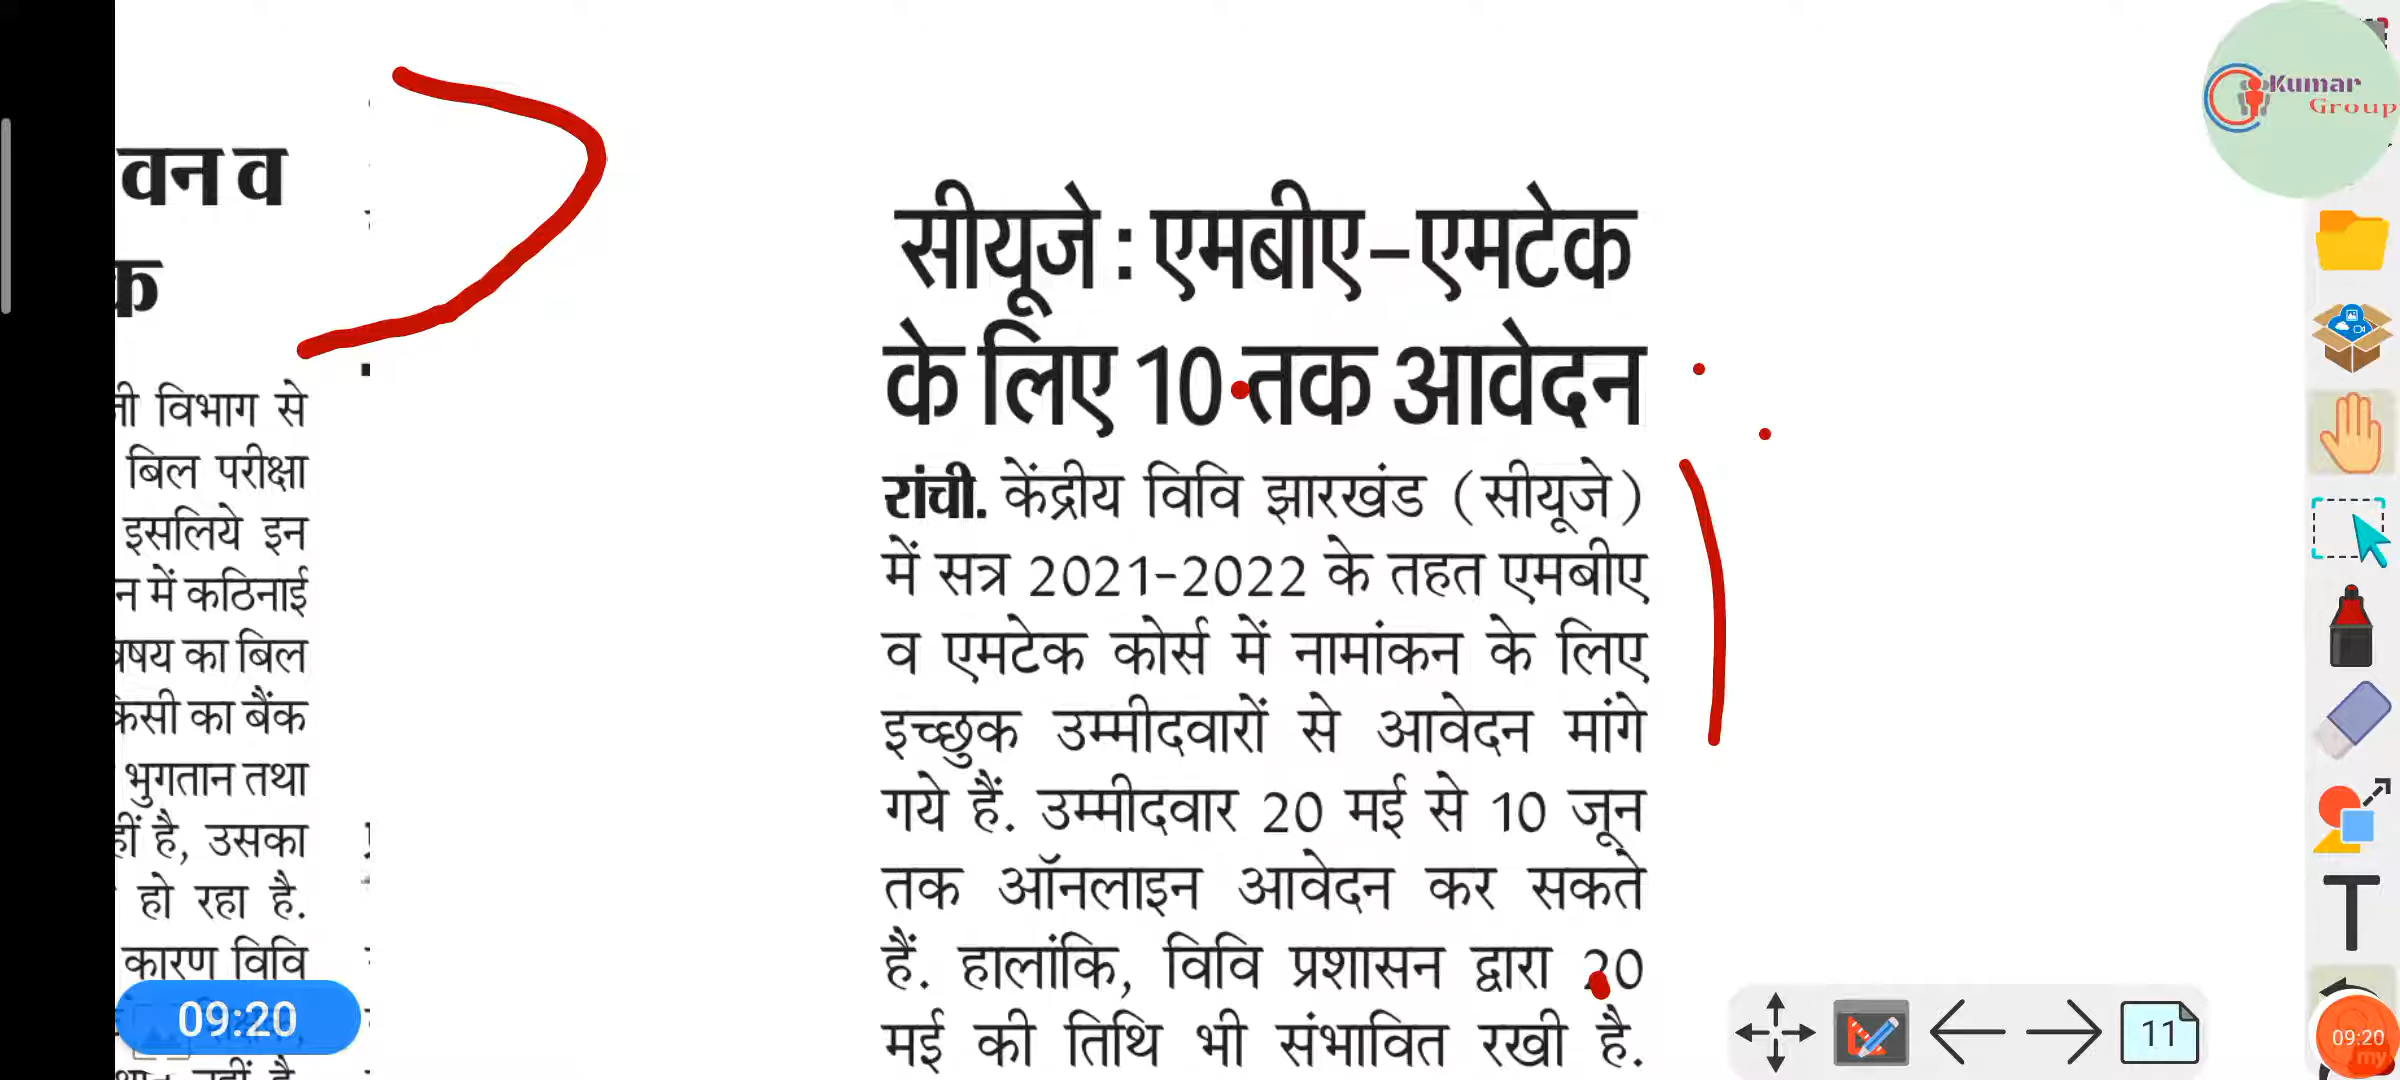 वन व
क
विभाग से
बिल परीक्षा
इसलिये इन
न में कठिनाई
का बिल
का बैंक
भुगतान तथा
है, उसका
हो रहा है.
कारण विवि
सीयूजे : एमबीए-एमटेक
के लिए 10 तक आवेदन
रांची. केंद्रीय विवि झारखंड (सीयूजे)
में सत्र 2021-2022 के तहत एमबीए
व एमटेक कोर्स में नामांकन के लिए
इच्छुक उम्मीदवारों से आवेदन मांगे
गये हैं. उम्मीदवार 20 मई से 10 जून
तक ऑनलाइन आवेदन कर सकते
हैं. हालांकि, विवि प्रशासन द्वारा 20
मई की तिथि भी संभावित रखी है.
Kumar
Group
T
11
09:20
09:20
my